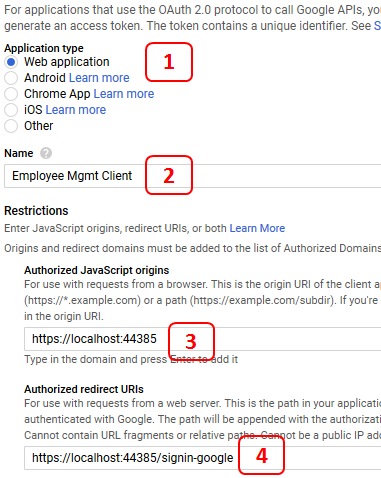 For applications that use the OAuth 2.0 protocol to call Google APIs, you
generate an access token. The token contains a unique identifier. See S
Application type
Web application
1
Android Learn more
Chrome App Learn more
iOS Learn more
Other
Name ?
Employee Mgmt Client
2
Restrictions
Enter JavaScript origins, redirect URIs, or both Learn More
Origins and redirect domains must be added to the list of Authorized Domains
Authorized JavaScript origins
For use with requests from a browser. This is the origin URI of the client ap
(https://*.example.com) or a path (https://example.com/subdir). If you're
in the origin URI.
https://localhost:44385
3
Type in the domain and press Enter to add it
Authorized redirect URIs
For use with requests from a web server. This is the path in your applicatio
authenticated with Google. The path will be appended with the authorizat
Cannot contain URL fragments or relative paths. Cannot be a public IP add
https://localhost:44385/signin-google
4